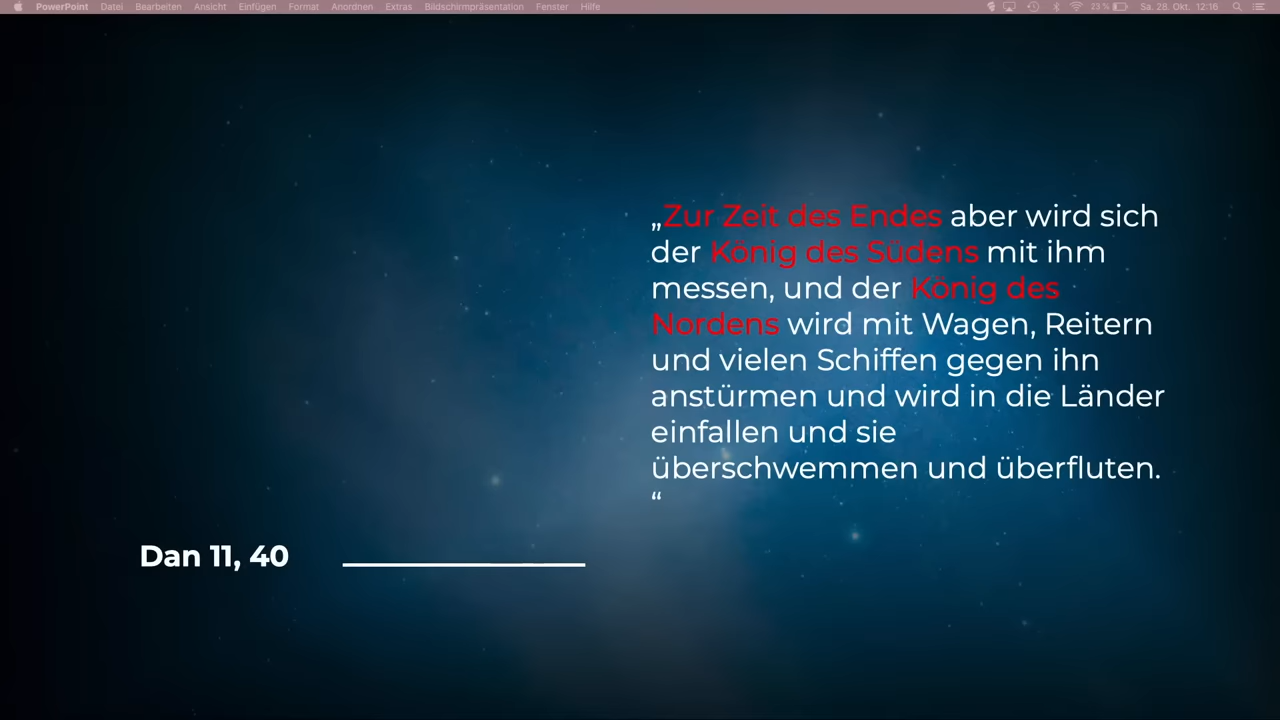 PowerPoint Datei Bearbeiten Ansicht Einfügen Format Anordnen Extras Bildschirmpräsentation Fenster Hilfe 23 % Sa. 28. Okt. 12:16
„Zur Zeit des Endes aber wird sich
der König des Südens mit ihm
messen, und der König des
Nordens wird mit Wagen, Reitern
und vielen Schiffen gegen ihn
anstürmen und wird in die Länder
einfallen und sie
überschwemmen und überfluten.
“
Dan 11, 40